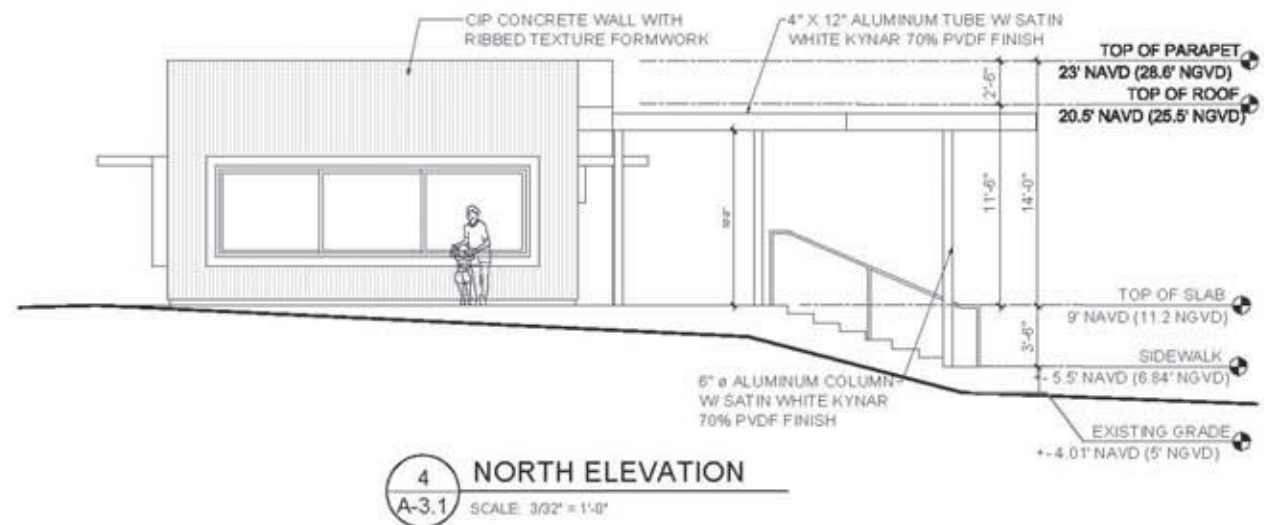 CIP CONCRETE WALL WITH
RIBBED TEXTURE FORMWORK
4" X 12" ALUMINUM TUBE W/ SATIN
WHITE KYNAR 70% PVDF FINISH
TOP OF PARAPET
23' NAVD (28.6' NGVD)
2'-6"
TOP OF ROOF
20.5' NAVD (25.5' NGVD)
11'-6"
14'-0"
TOP OF SLAB
9' NAVD (11.2 NGVD)
3'-6"
SIDEWALK
+- 5.5' NAVD (6.84' NGVD)
6" ø ALUMINUM COLUMN
W/ SATIN WHITE KYNAR
70% PVDF FINISH
EXISTING GRADE
+- 4.01' NAVD (5' NGVD)
4
A-3.1
NORTH ELEVATION
SCALE: 3/32" = 1'-0"